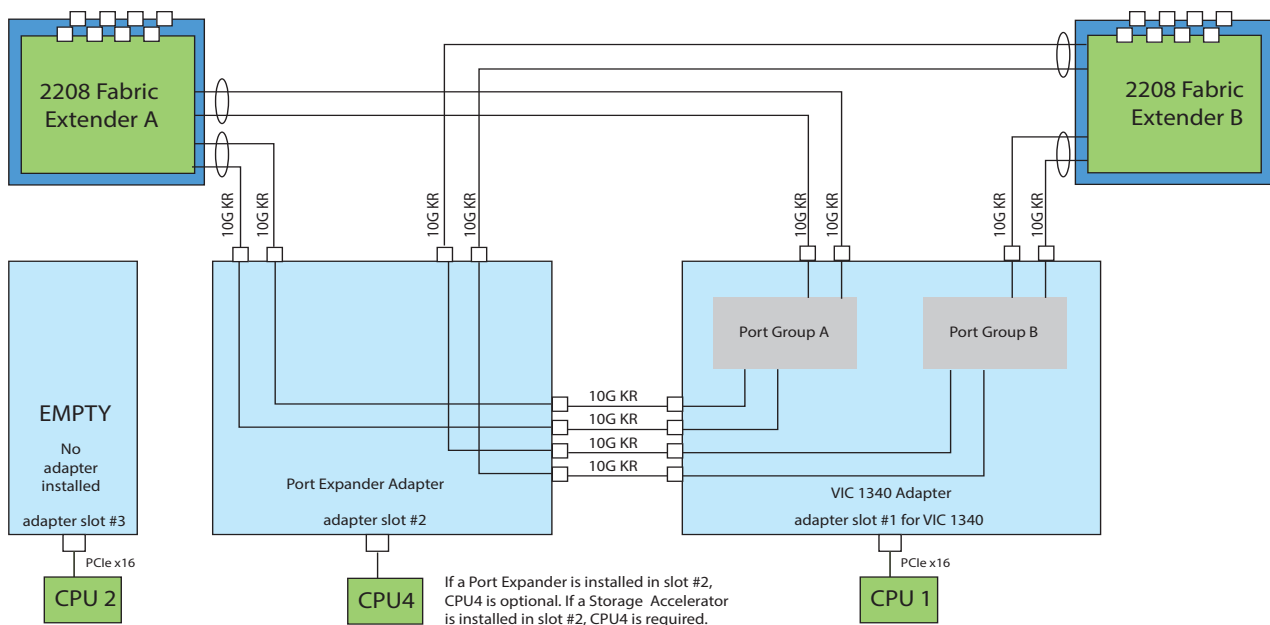 2208 Fabric
Extender A
2208 Fabric
Extender B
10G KR
10G KR
10G KR
10G KR
10G KR
10G KR
10G KR
10G KR
Port Group A
Port Group B
10G KR
10G KR
10G KR
10G KR
EMPTY
No
adapter
installed
adapter slot #3
Port Expander Adapter
adapter slot #2
VIC 1340 Adapter
adapter slot #1 for VIC 1340
PCIe x16
PCIe x16
CPU 2
CPU4
If a Port Expander is installed in slot #2,
CPU4 is optional. If a Storage Accelerator
is installed in slot #2, CPU4 is required.
CPU 1